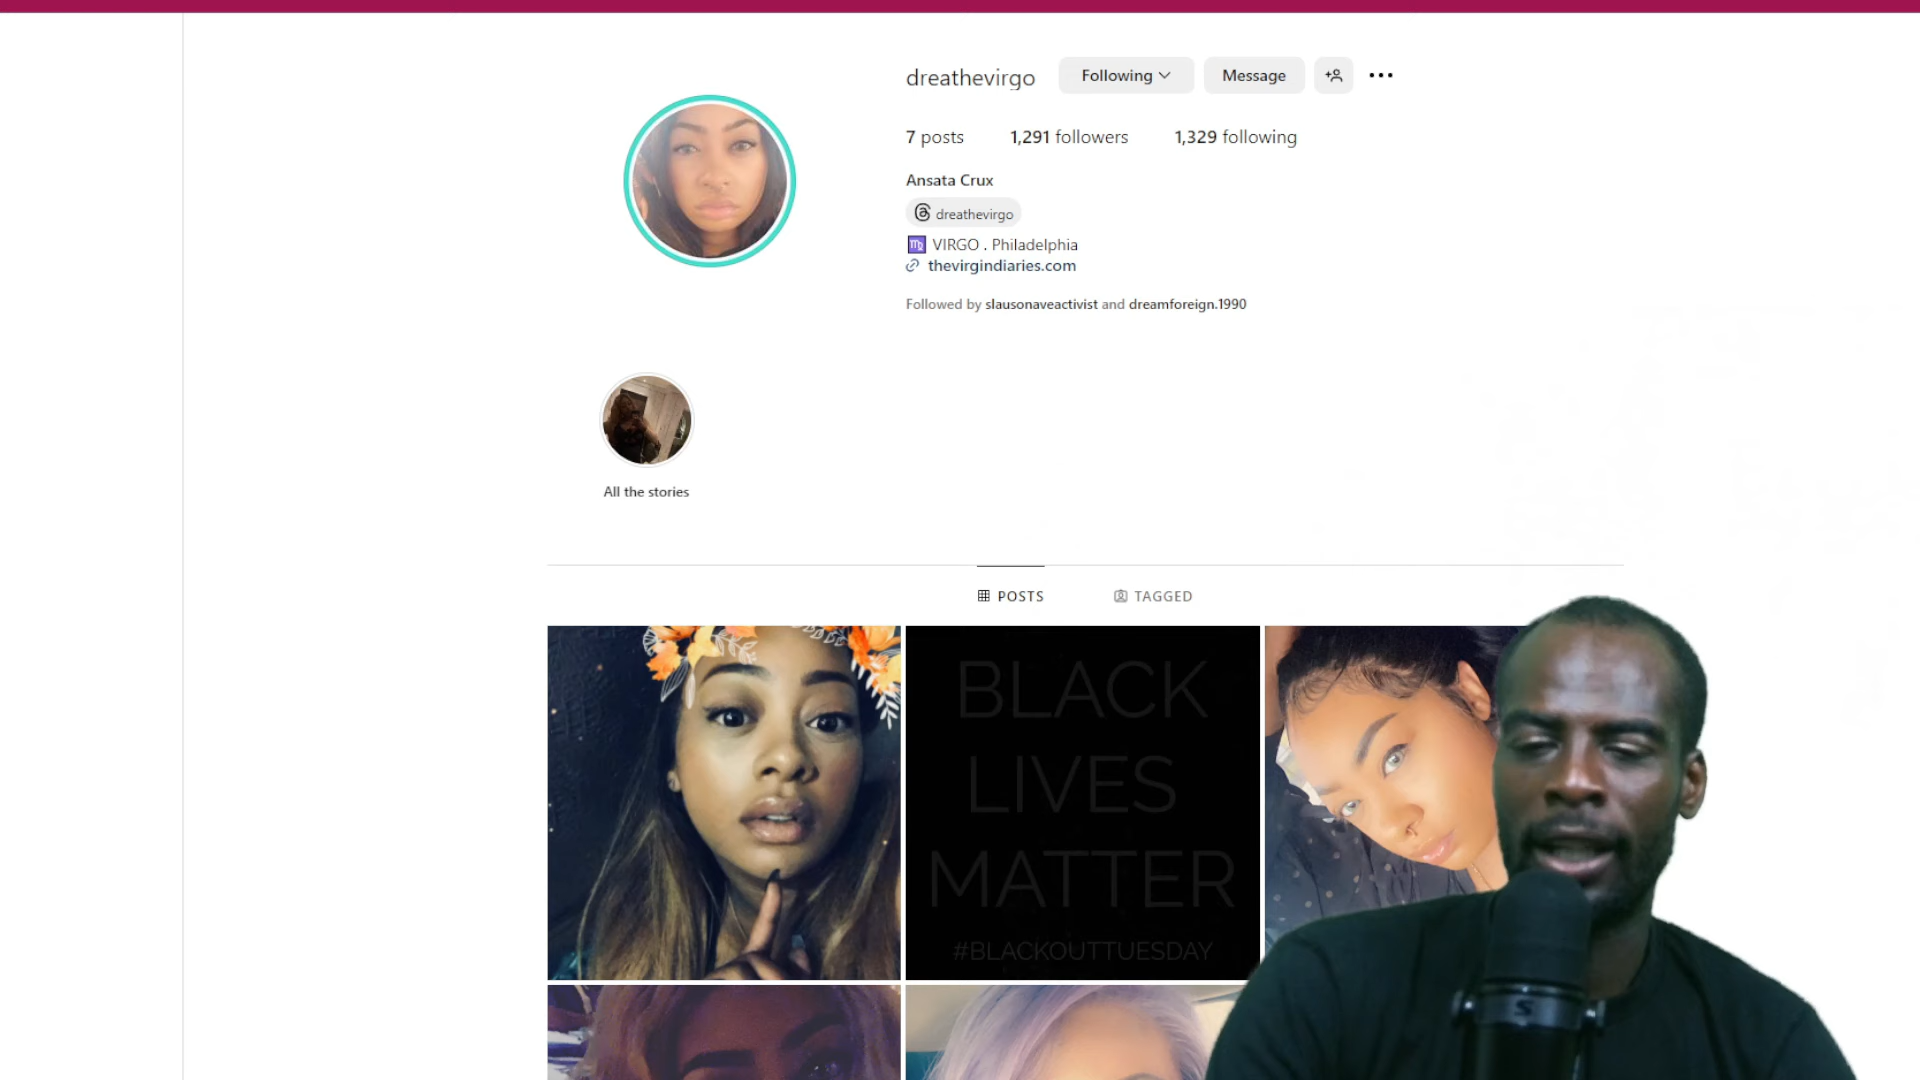 dreathevirgo Following Message
7 posts 1,291 followers 1,329 following
Ansata Crux
dreathevirgo
♍ VIRGO . Philadelphia
thevirgindiaries.com
Followed by slausonaveactivist and dreamforeign.1990
All the stories
POSTS TAGGED
BLACK
LIVES
MATTER
#BLACKOUTTUESDAY